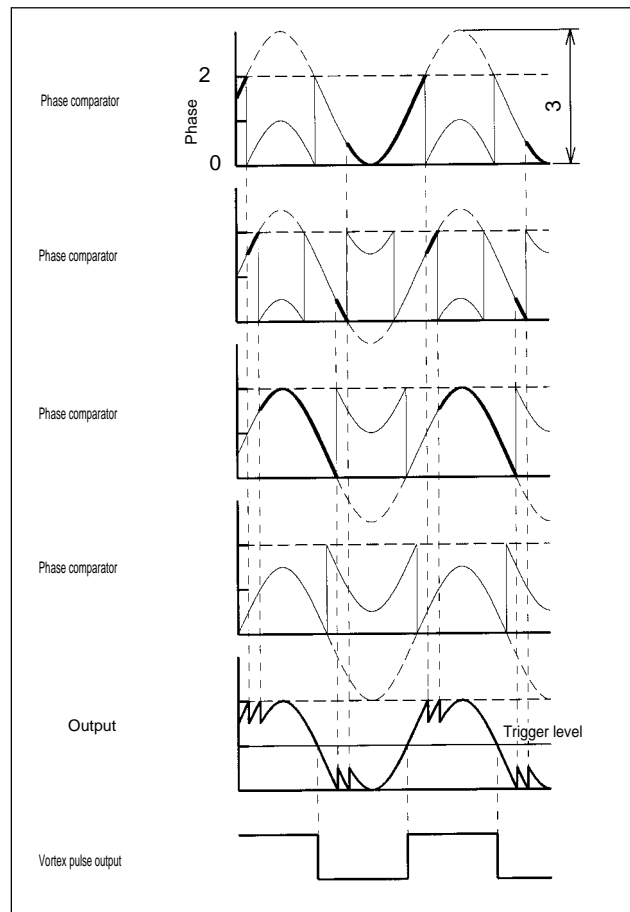 2
Phase comparator
Phase
3
0
Phase comparator
Phase comparator
Phase comparator
Output
Trigger level
Vortex pulse output